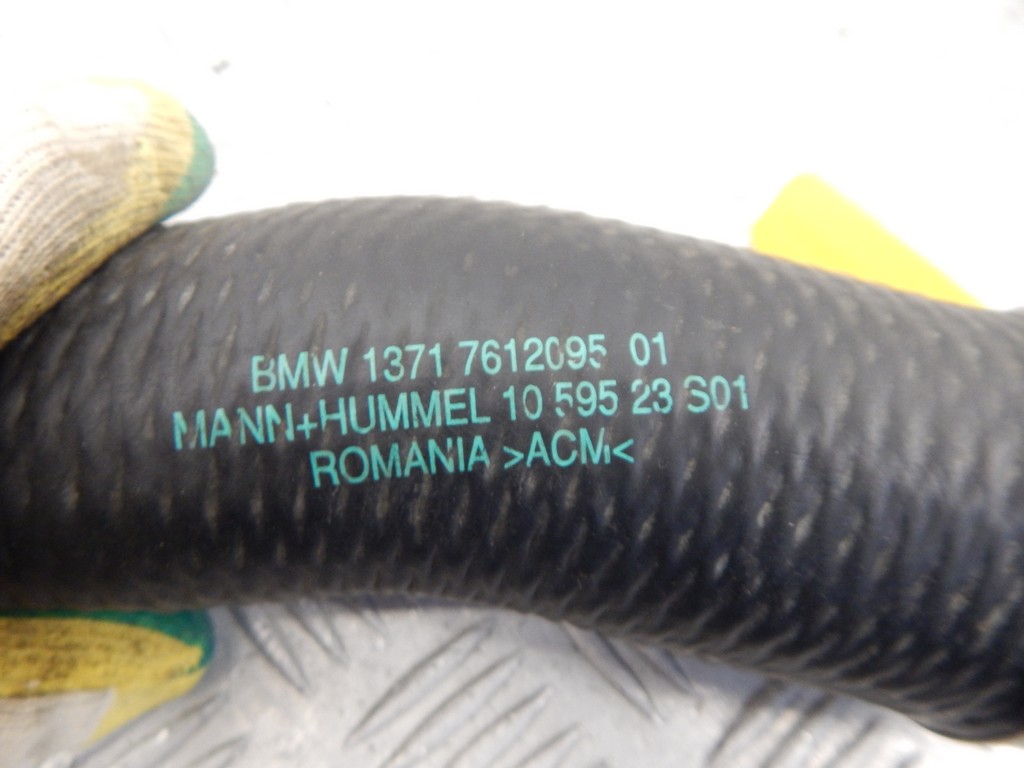 BMW 1371 7612095 01
MANN+HUMMEL 10 595 23 S01
ROMANIA >ACM<